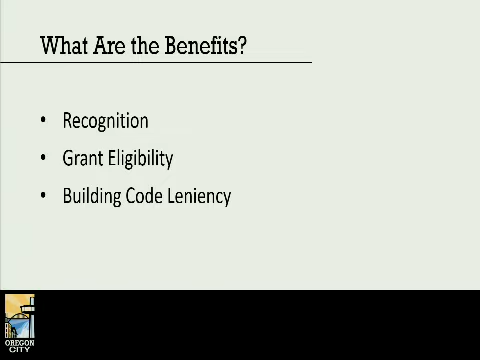 What Are the Benefits?
• Recognition
• Grant Eligibility
• Building Code Leniency
OREGON
CITY